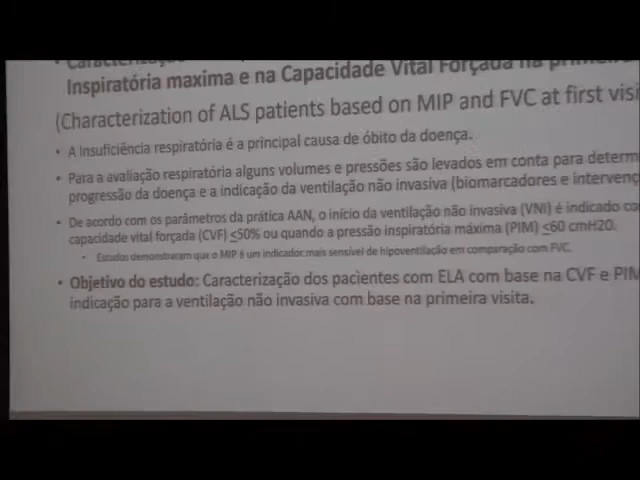 • Caracterização
Inspiratória maxima e na Capacidade Vital Forçada na prime
(Characterization of ALS patients based on MIP and FVC at first visi
• A Insuficiência respiratória é a principal causa de óbito da doença.
• Para a avaliação respiratória alguns volumes e pressões são levados em conta para determ
progressão da doença e a indicação da ventilação não invasiva (biomarcadores e intervenç
• De acordo com os parâmetros da prática AAN, o início da ventilação não invasiva (VNI) é indicado co
capacidade vital forçada (CVF) ≤50% ou quando a pressão inspiratória máxima (PIM) ≤60 cmH2O.
• Estudos demonstraram que o MIP é um indicador mais sensível de hipoventilação em comparação com FVC.
• Objetivo do estudo: Caracterização dos pacientes com ELA com base na CVF e PIM
indicação para a ventilação não invasiva com base na primeira visita.